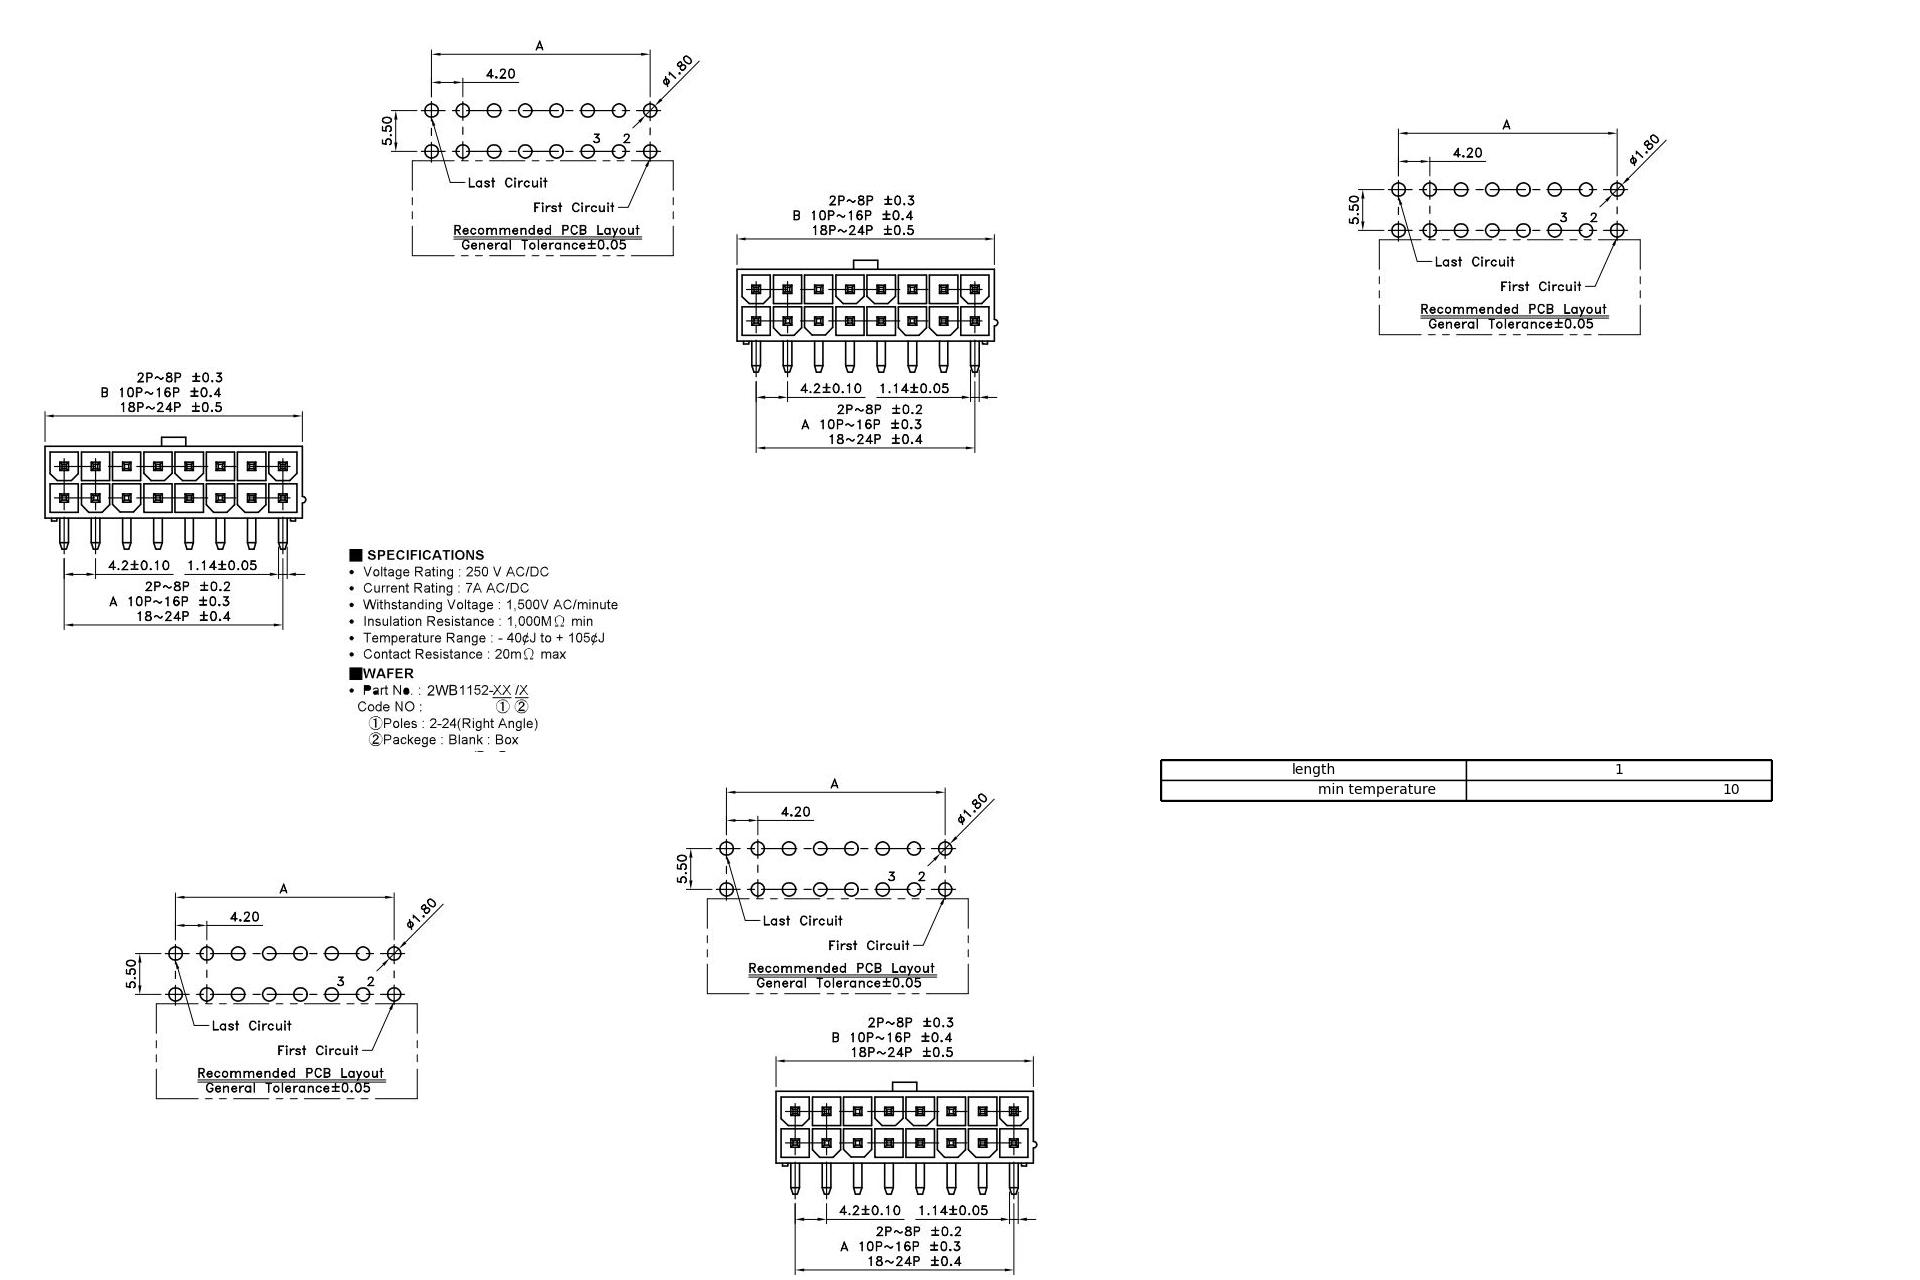 A
4.20
ø1.80
5.50
3 2
Last Circuit
First Circuit
Recommended PCB Layout
General Tolerance±0.05
A
4.20
ø1.80
5.50
3 2
Last Circuit
First Circuit
Recommended PCB Layout
General Tolerance±0.05
2P~8P ±0.3
B 10P~16P ±0.4
18P~24P ±0.5
4.2±0.10 1.14±0.05
2P~8P ±0.2
A 10P~16P ±0.3
18~24P ±0.4
2P~8P ±0.3
B 10P~16P ±0.4
18P~24P ±0.5
4.2±0.10 1.14±0.05
2P~8P ±0.2
A 10P~16P ±0.3
18~24P ±0.4
■ SPECIFICATIONS
• Voltage Rating : 250 V AC/DC
• Current Rating : 7A AC/DC
• Withstanding Voltage : 1,500V AC/minute
• Insulation Resistance : 1,000MΩ min
• Temperature Range : - 40¢J to + 105¢J
• Contact Resistance : 20mΩ max
■WAFER
• Part No. : 2WB1152-XX /X
Code NO : ① ②
①Poles : 2-24(Right Angle)
②Packege : Blank : Box
length 1
min temperature 10
A
4.20
ø1.80
5.50
3 2
Last Circuit
First Circuit
Recommended PCB Layout
General Tolerance±0.05
A
4.20
ø1.80
5.50
3 2
Last Circuit
First Circuit
Recommended PCB Layout
General Tolerance±0.05
2P~8P ±0.3
B 10P~16P ±0.4
18P~24P ±0.5
4.2±0.10 1.14±0.05
2P~8P ±0.2
A 10P~16P ±0.3
18~24P ±0.4